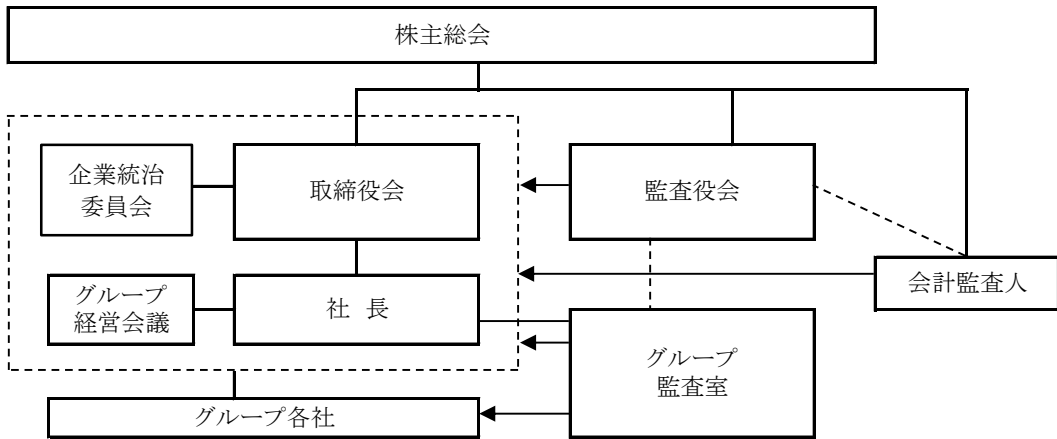 株主総会
企業統治
委員会
取締役会
監査役会
会計監査人
グループ
経営会議
社 長
グループ
監査室
グループ各社